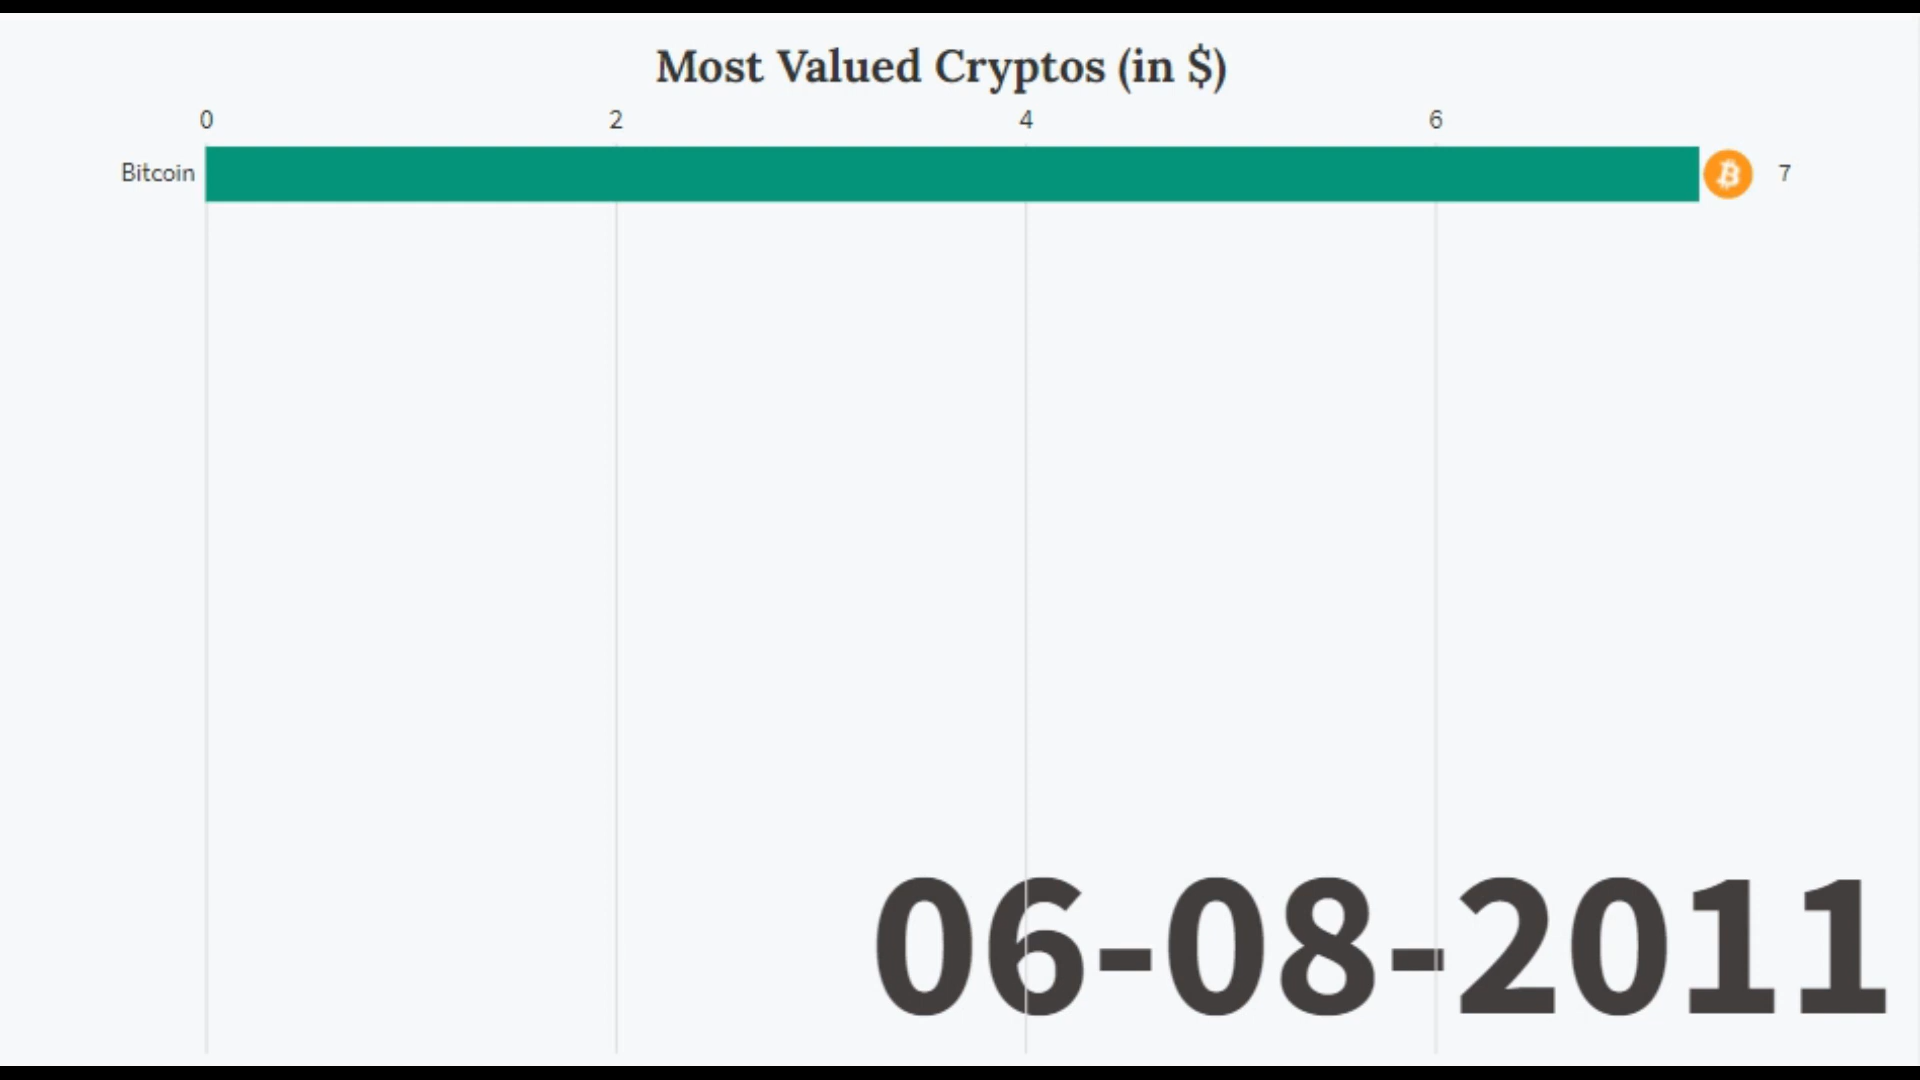 Most Valued Cryptos (in $)
0 2 4 6
Bitcoin 7
06-08-2011